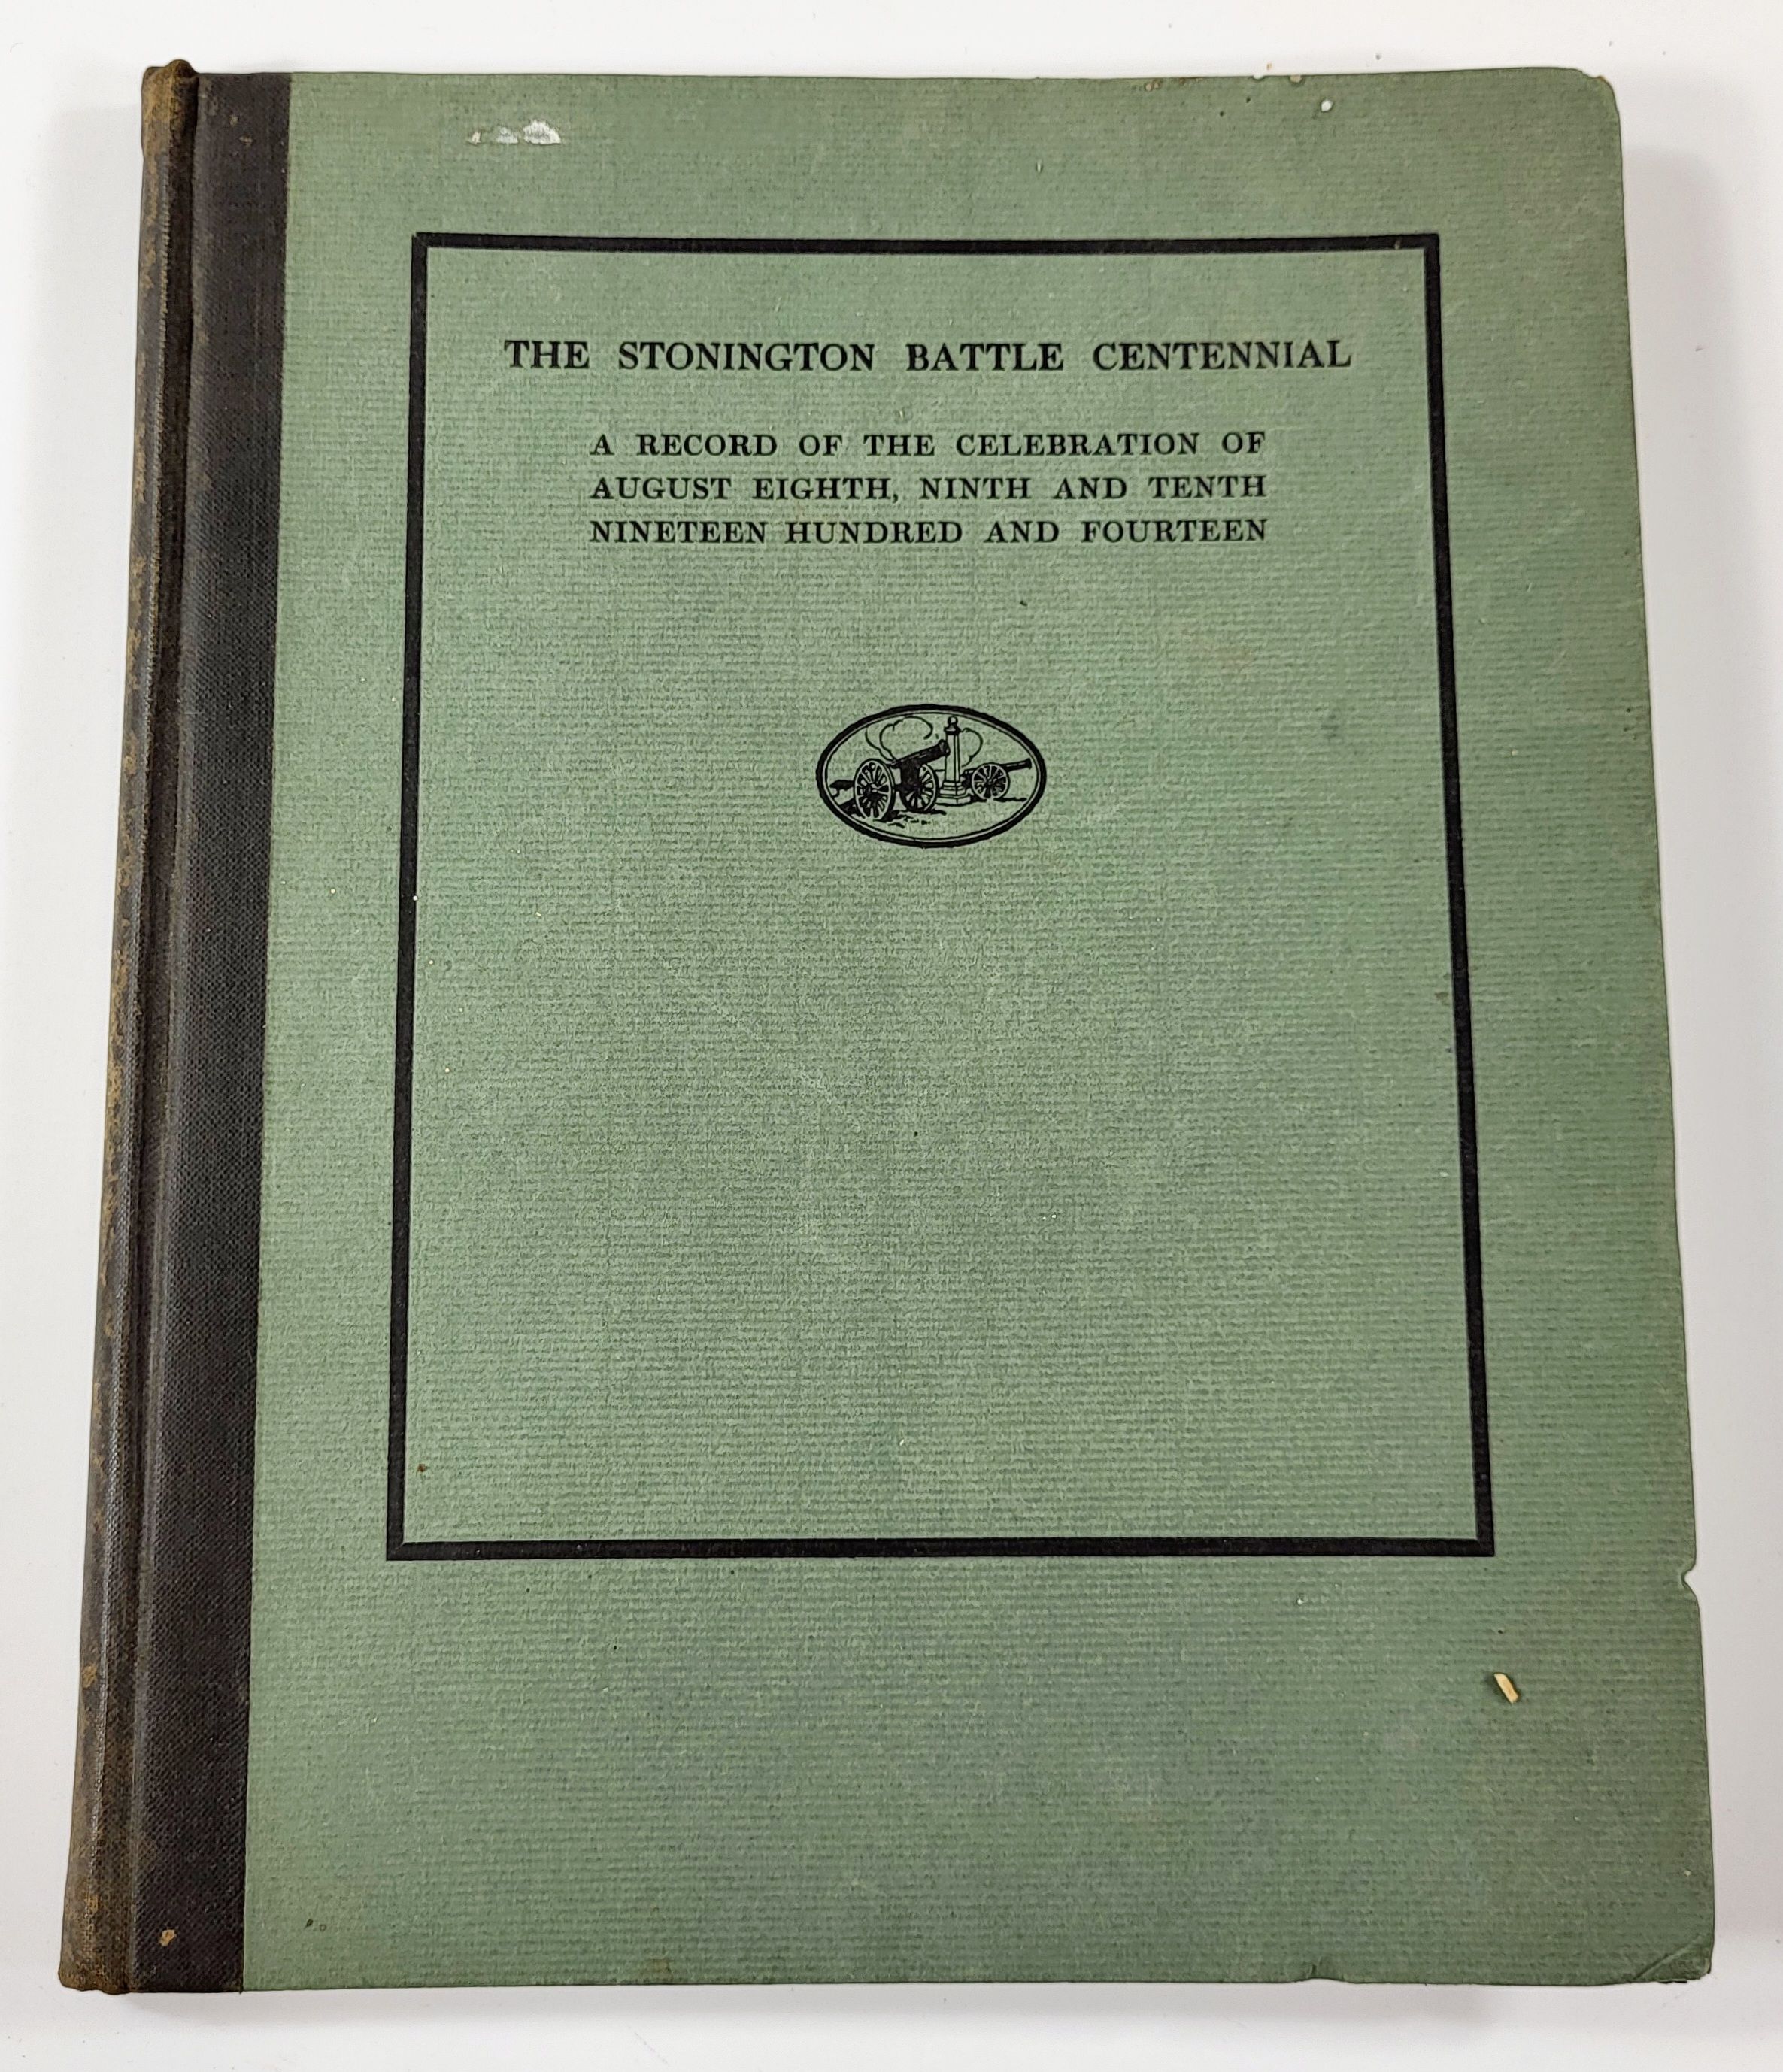 THE STONINGTON BATTLE CENTENNIAL
A RECORD OF THE CELEBRATION OF
AUGUST EIGHTH, NINTH AND TENTH
NINETEEN HUNDRED AND FOURTEEN